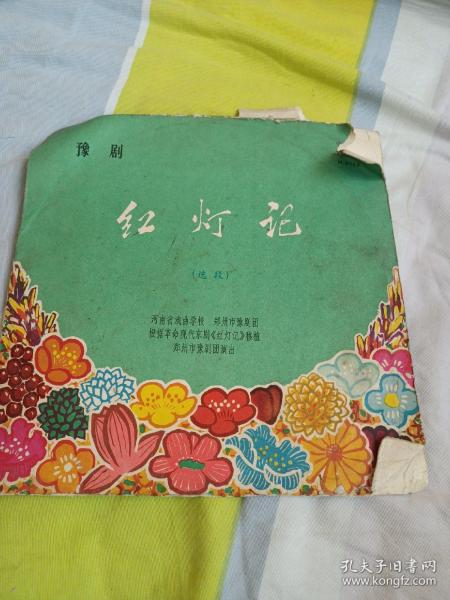 豫剧
红灯记
(选段)
河南省戏曲学校 郑州市豫剧团
根据革命现代京剧《红灯记》移植
郑州市豫剧团演出
孔夫子旧书网
www.kongfz.com